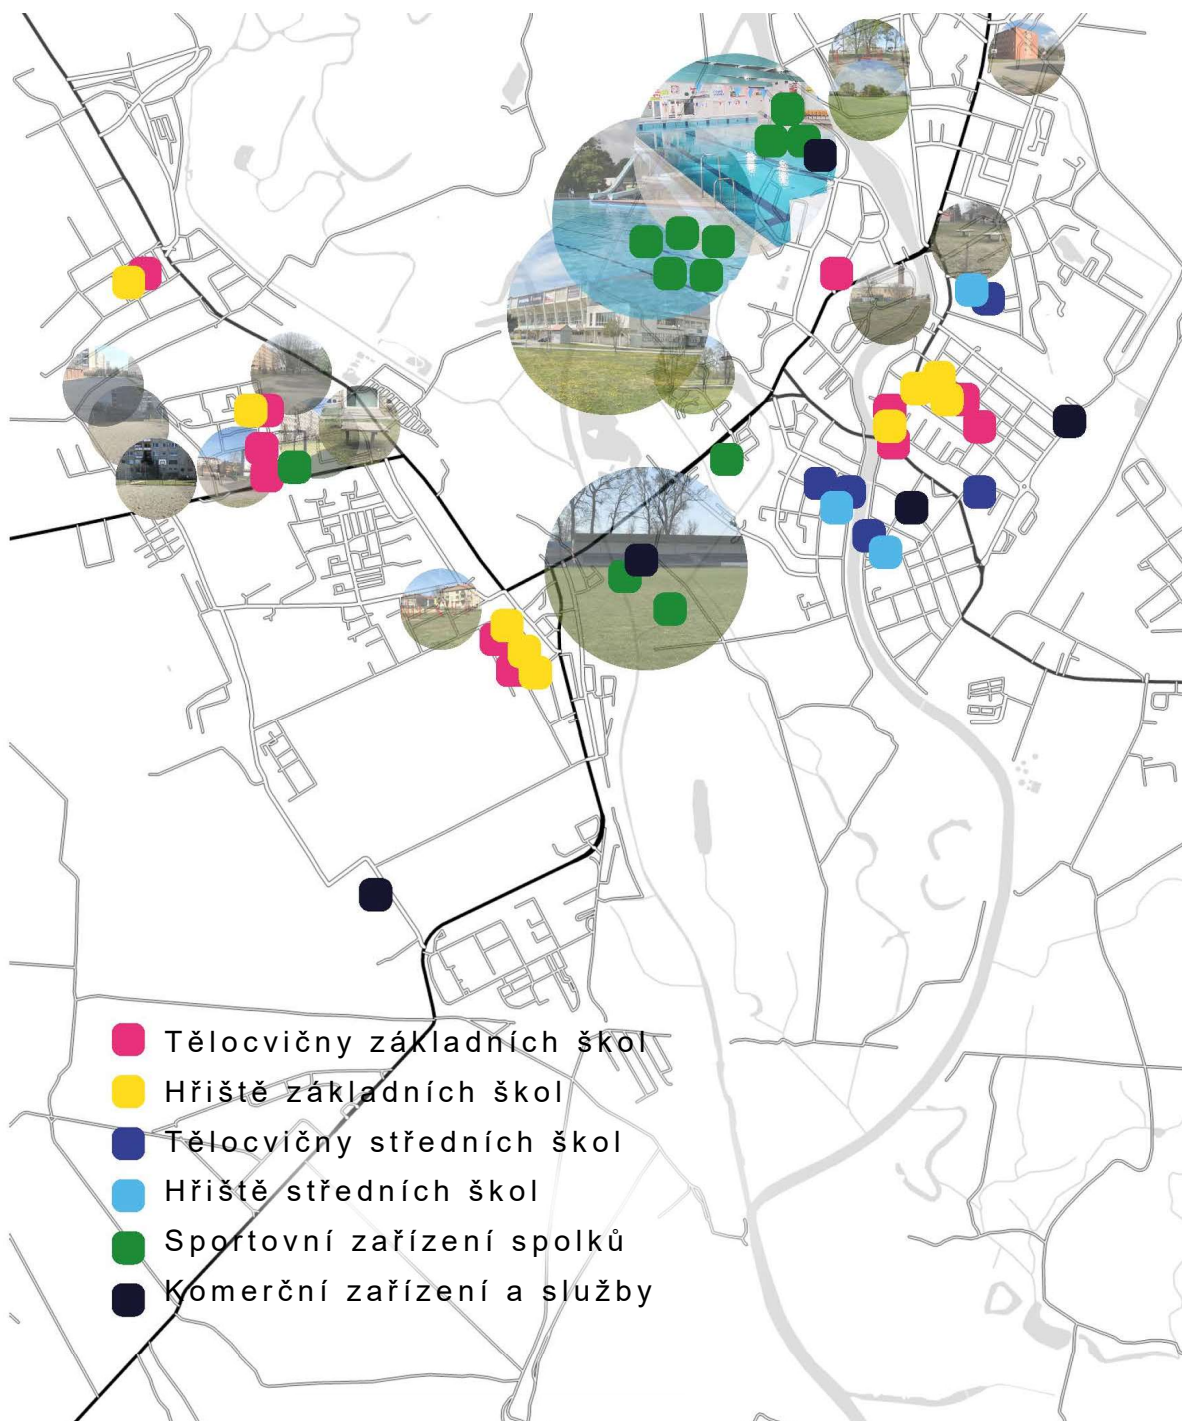 Tělocvičny základních škol
Hřiště základních škol
Tělocvičny středních škol
Hřiště středních škol
Sportovní zařízení spolků
Komerční zařízení a služby